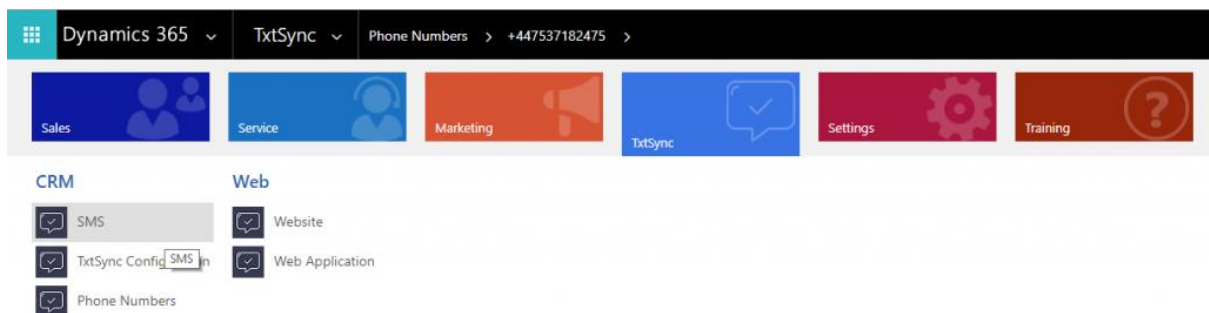 Dynamics 365 TxtSync Phone Numbers > +447537182475 >
Sales Service Marketing TxtSync Settings Training
CRM Web
SMS Website
TxtSync Config SMS n Web Application
Phone Numbers